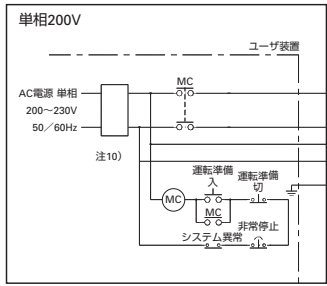 単相200V
ユーザ装置
MC
AC電源 単相
200～230V
50／60Hz
注10）
運転準備
入
運転準備
切
MC
MC
非常停止
システム異常